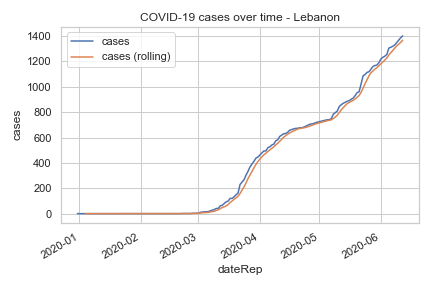 COVID-19 cases over time - Lebanon
cases
cases (rolling)
1400
1200
1000
800
600
400
200
0
cases
2020-01
2020-02
2020-03
2020-04
2020-05
2020-06
dateRep